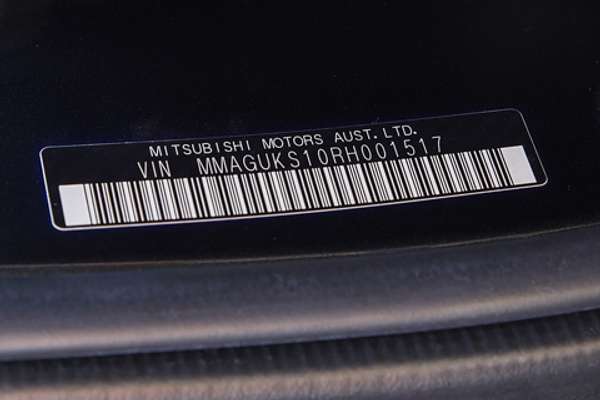 MITSUBISHI MOTORS AUST.LTD.
VIN MMAGUKS10RH001517